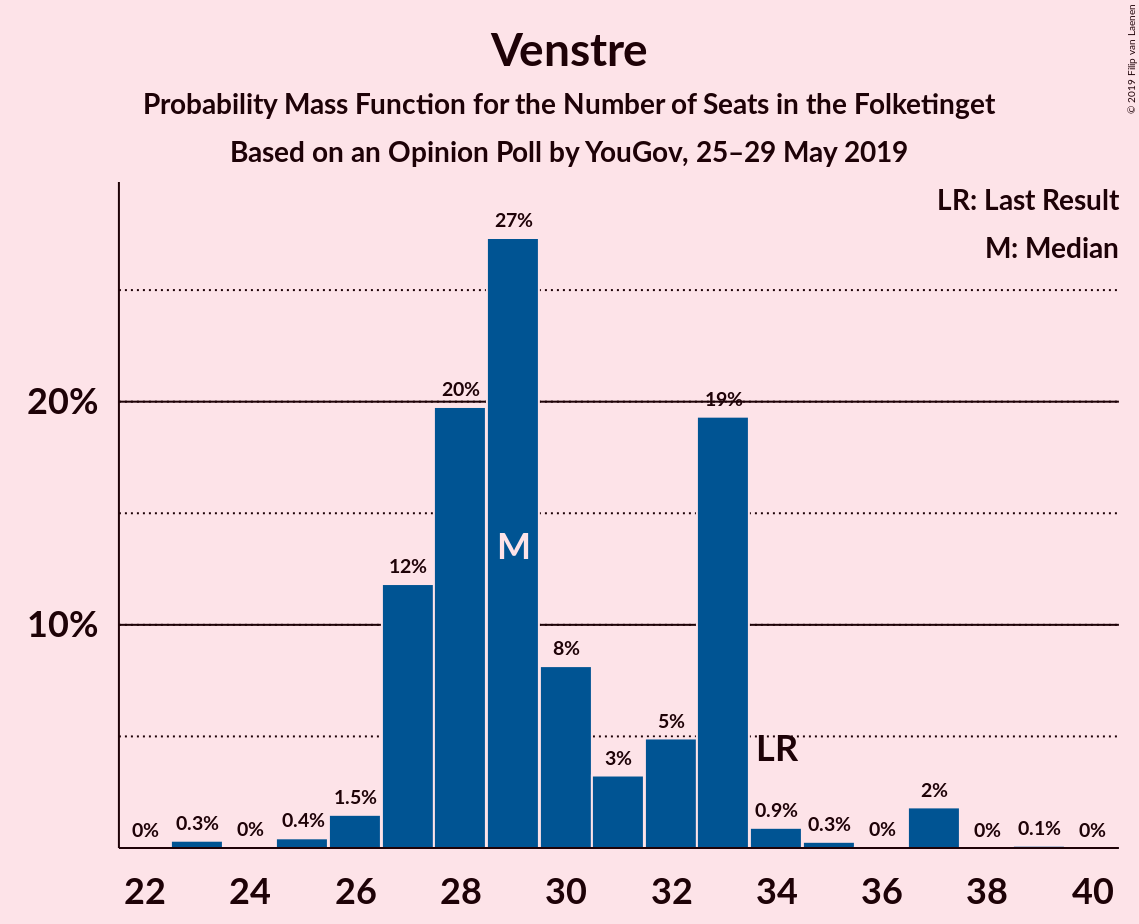 Venstre
Probability Mass Function for the Number of Seats in the Folketinget
Based on an Opinion Poll by YouGov, 25–29 May 2019
© 2019 Filip van Laenen
LR: Last Result
M: Median
20%
10%
0%
0.3%
0%
0.4%
1.5%
12%
20%
27%
8%
3%
5%
19%
0.9%
0.3%
0%
2%
0%
0.1%
0%
M
LR
22 24 26 28 30 32 34 36 38 40